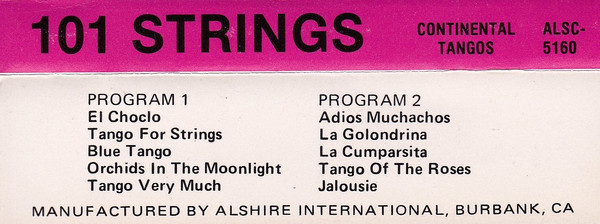 101 STRINGS
CONTINENTAL TANGOS
ALSC-5160
PROGRAM 1
El Choclo
Tango For Strings
Blue Tango
Orchids In The Moonlight
Tango Very Much
PROGRAM 2
Adios Muchachos
La Golondrina
La Cumparsita
Tango Of The Roses
Jalousie
MANUFACTURED BY ALSHIRE INTERNATIONAL, BURBANK, CA